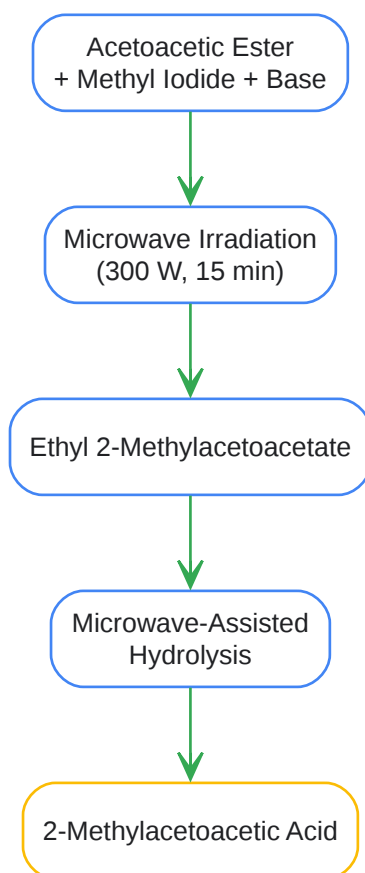 Acetoacetic Ester
+ Methyl Iodide + Base
Microwave Irradiation
(300 W, 15 min)
Ethyl 2-Methylacetoacetate
Microwave-Assisted
Hydrolysis
2-Methylacetoacetic Acid